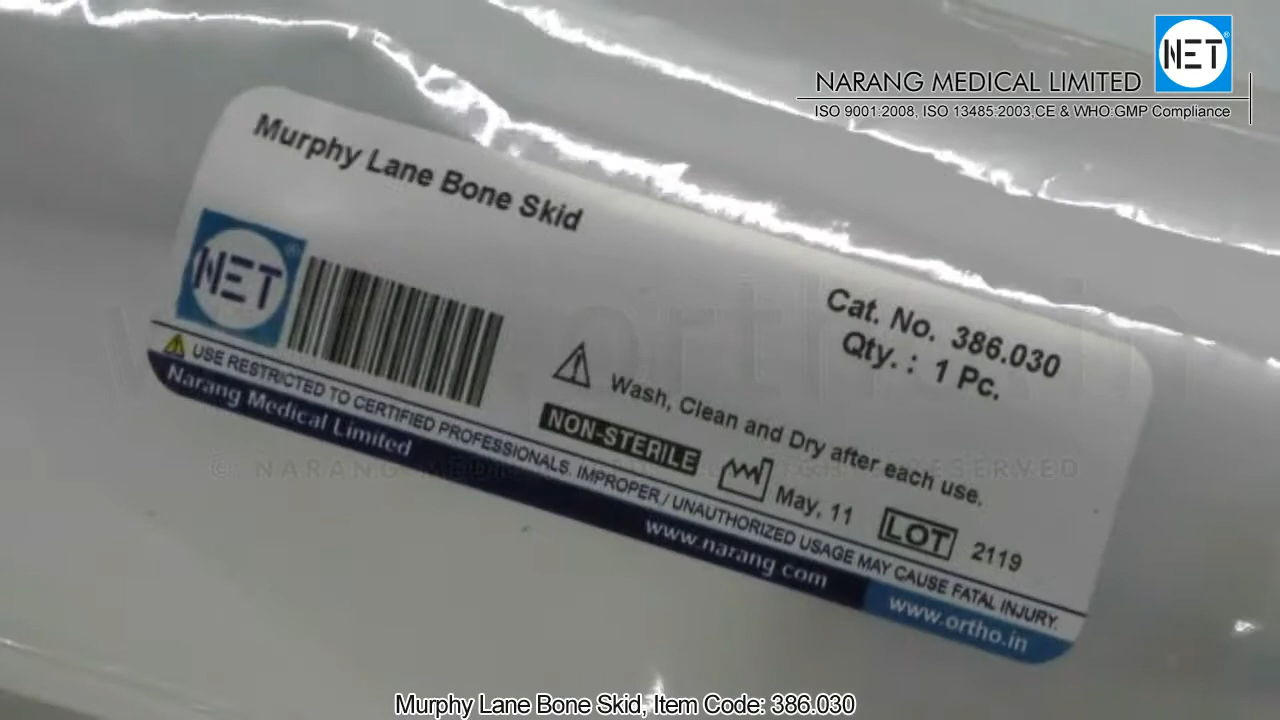 NET
NARANG MEDICAL LIMITED
ISO 9001:2008, ISO 13485:2003,CE & WHO:GMP Compliance
Murphy Lane Bone Skid
NET
Cat. No. 386.030
Qty. : 1 Pc.
Wash, Clean and Dry after each use.
NON-STERILE
May, 11
LOT 2119
USE RESTRICTED TO CERTIFIED PROFESSIONALS. IMPROPER / UNAUTHORIZED USAGE MAY CAUSE FATAL INJURY.
Narang Medical Limited
www.narang.com
www.ortho.in
© NARANG MEDICAL RESERVED
Murphy Lane Bone Skid, Item Code: 386.030